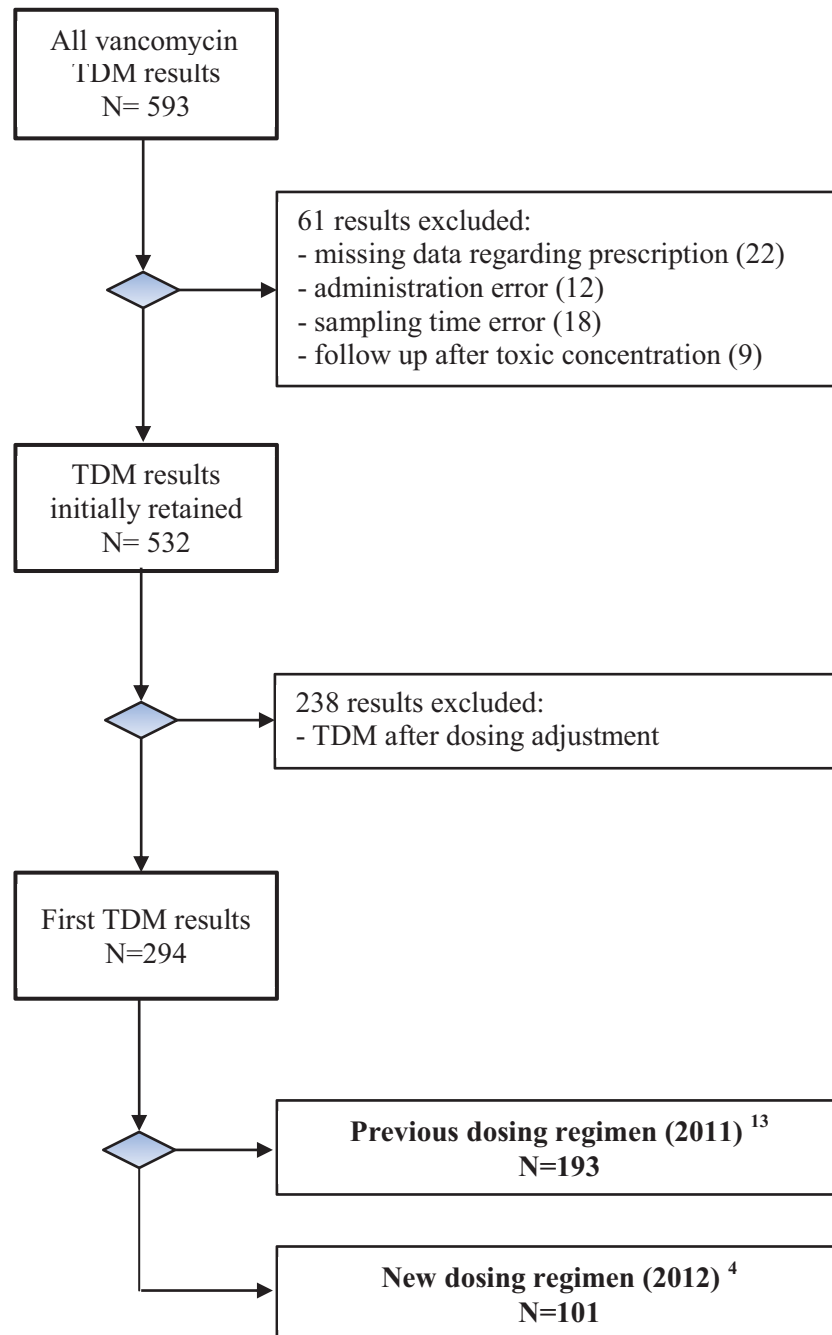 All vancomycin
TDM results
N= 593
61 results excluded:
- missing data regarding prescription (22)
- administration error (12)
- sampling time error (18)
- follow up after toxic concentration (9)
TDM results
initially retained
N= 532
238 results excluded:
- TDM after dosing adjustment
First TDM results
N=294
Previous dosing regimen (2011) 13
N=193
New dosing regimen (2012) 4
N=101